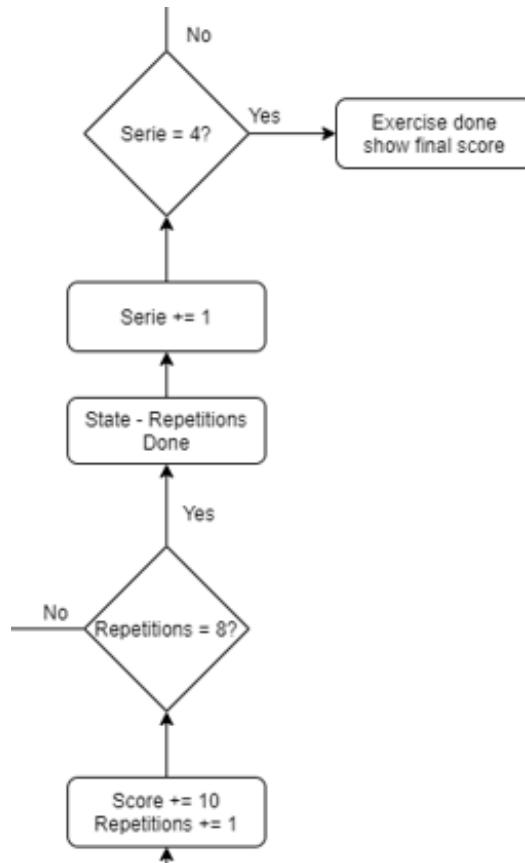 No
Serie = 4?
Yes
Exercise done
show final score
Serie += 1
State - Repetitions
Done
Yes
No
Repetitions = 8?
Score += 10
Repetitions += 1